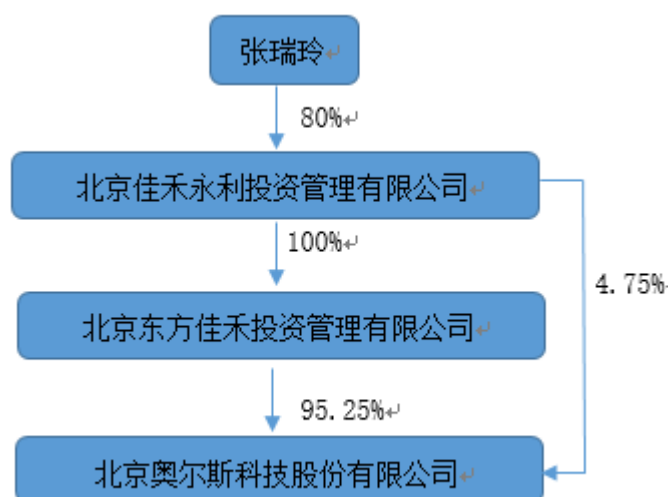 张瑞玲
80%
北京佳禾永利投资管理有限公司
100%
4.75%
北京东方佳禾投资管理有限公司
95.25%
北京奥尔斯科技股份有限公司